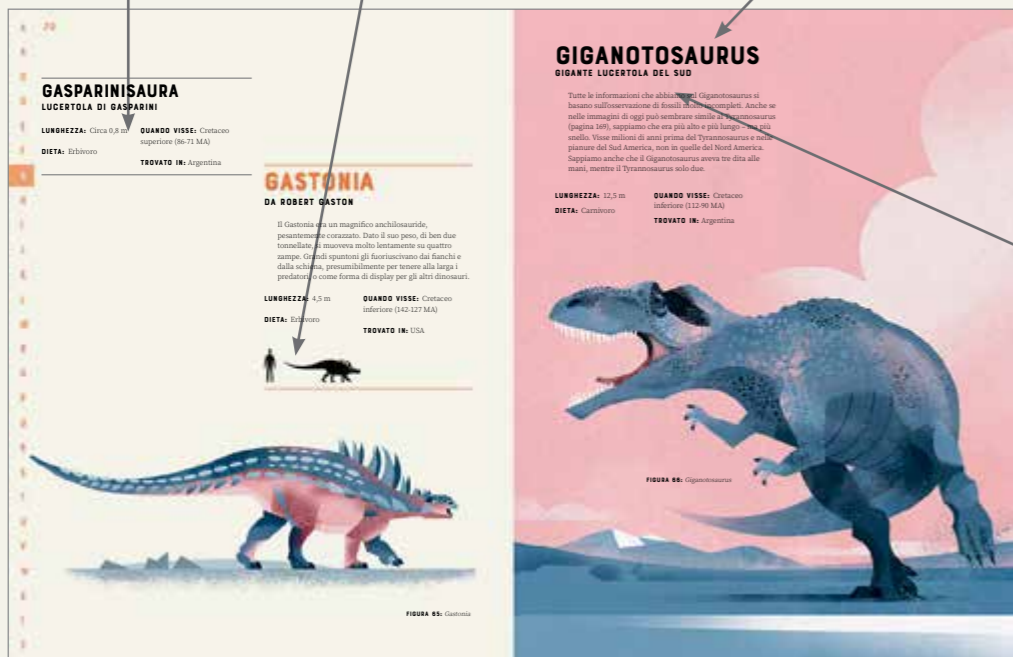 70
GASPARINISAURA
LUCERTOLA DI GASPARINI
LUNGHEZZA: Circa 0,8 m
DIETA: Erbivoro
QUANDO VISSE: Cretaceo
superiore (86-71 MA)
TROVATO IN: Argentina
GASTONIA
DA ROBERT GASTON
Il Gastonia era un magnifico anchilosauride,
pesantemente corazzato. Dato il suo peso, di ben due
tonnellate, si muoveva molto lentamente su quattro
zampe. Grandi spuntoni gli fuoriuscivano dai fianchi e
dalla schiena, presumibilmente per tenere alla larga i
predatori, o come forma di display per gli altri dinosauri.
LUNGHEZZA: 4,5 m
DIETA: Erbivoro
QUANDO VISSE: Cretaceo
inferiore (142-127 MA)
TROVATO IN: USA
FIGURA 65: Gastonia
GIGANOTOSAURUS
GIGANTE LUCERTOLA DEL SUD
Tutte le informazioni che abbiamo sul Giganotosaurus si
basano sull'osservazione di fossili molto incompleti. Anche se
nelle immagini di oggi può sembrare simile al Tyrannosaurus
(pagina 169), sappiamo che era più alto e più lungo – ma più
snello. Visse milioni di anni prima del Tyrannosaurus e nelle
pianure del Sud America, non in quelle del Nord America.
Sappiamo anche che il Giganotosaurus aveva tre dita alle
mani, mentre il Tyrannosaurus solo due.
LUNGHEZZA: 12,5 m
DIETA: Carnivoro
QUANDO VISSE: Cretaceo
inferiore (112-90 MA)
TROVATO IN: Argentina
FIGURA 66: Giganotosaurus